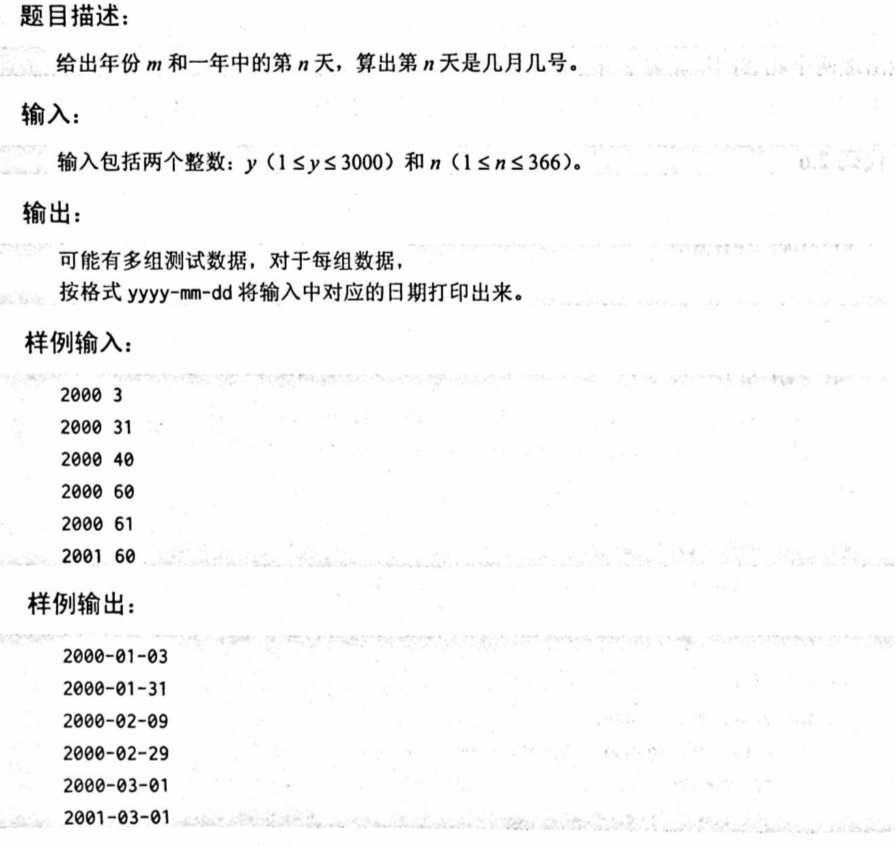 题目描述：
给出年份 m 和一年中的第 n 天，算出第 n 天是几月几号。
输入：
输入包括两个整数：y（1≤y≤3000）和 n（1≤n≤366）。
输出：
可能有多组测试数据，对于每组数据，
按格式 yyyy-mm-dd 将输入中对应的日期打印出来。
样例输入：
2000 3
2000 31
2000 40
2000 60
2000 61
2001 60
样例输出：
2000-01-03
2000-01-31
2000-02-09
2000-02-29
2000-03-01
2001-03-01